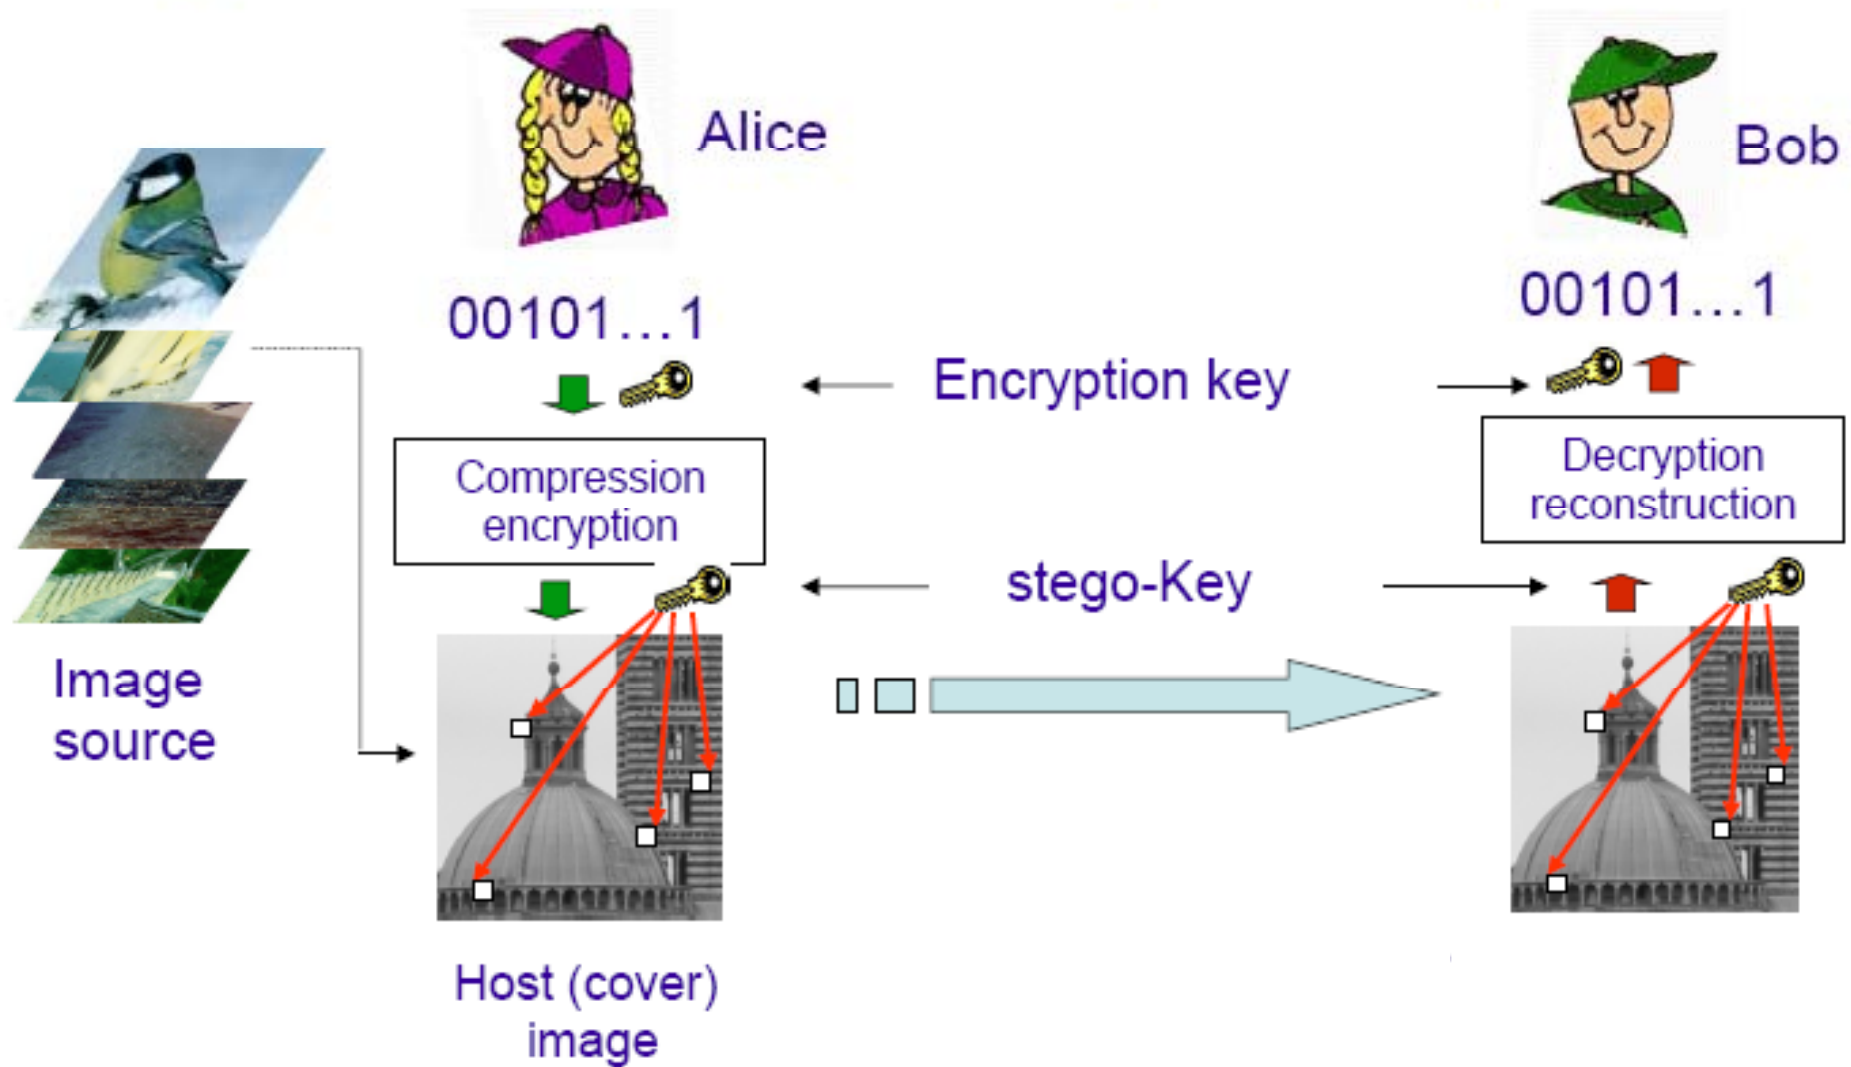 Alice
Bob
00101...1
00101...1
Encryption key
Compression
encryption
Decryption
reconstruction
stego-Key
Image
source
Host (cover)
image